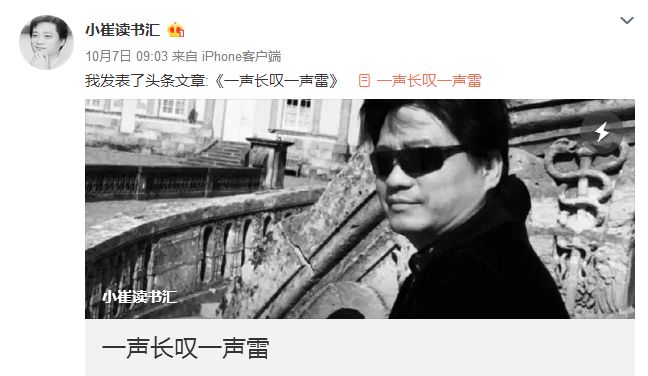 小崔读书汇
10月7日 09:03 来自 iPhone客户端
我发表了头条文章:《一声长叹一声雷》 一声长叹一声雷
小崔读书汇
一声长叹一声雷